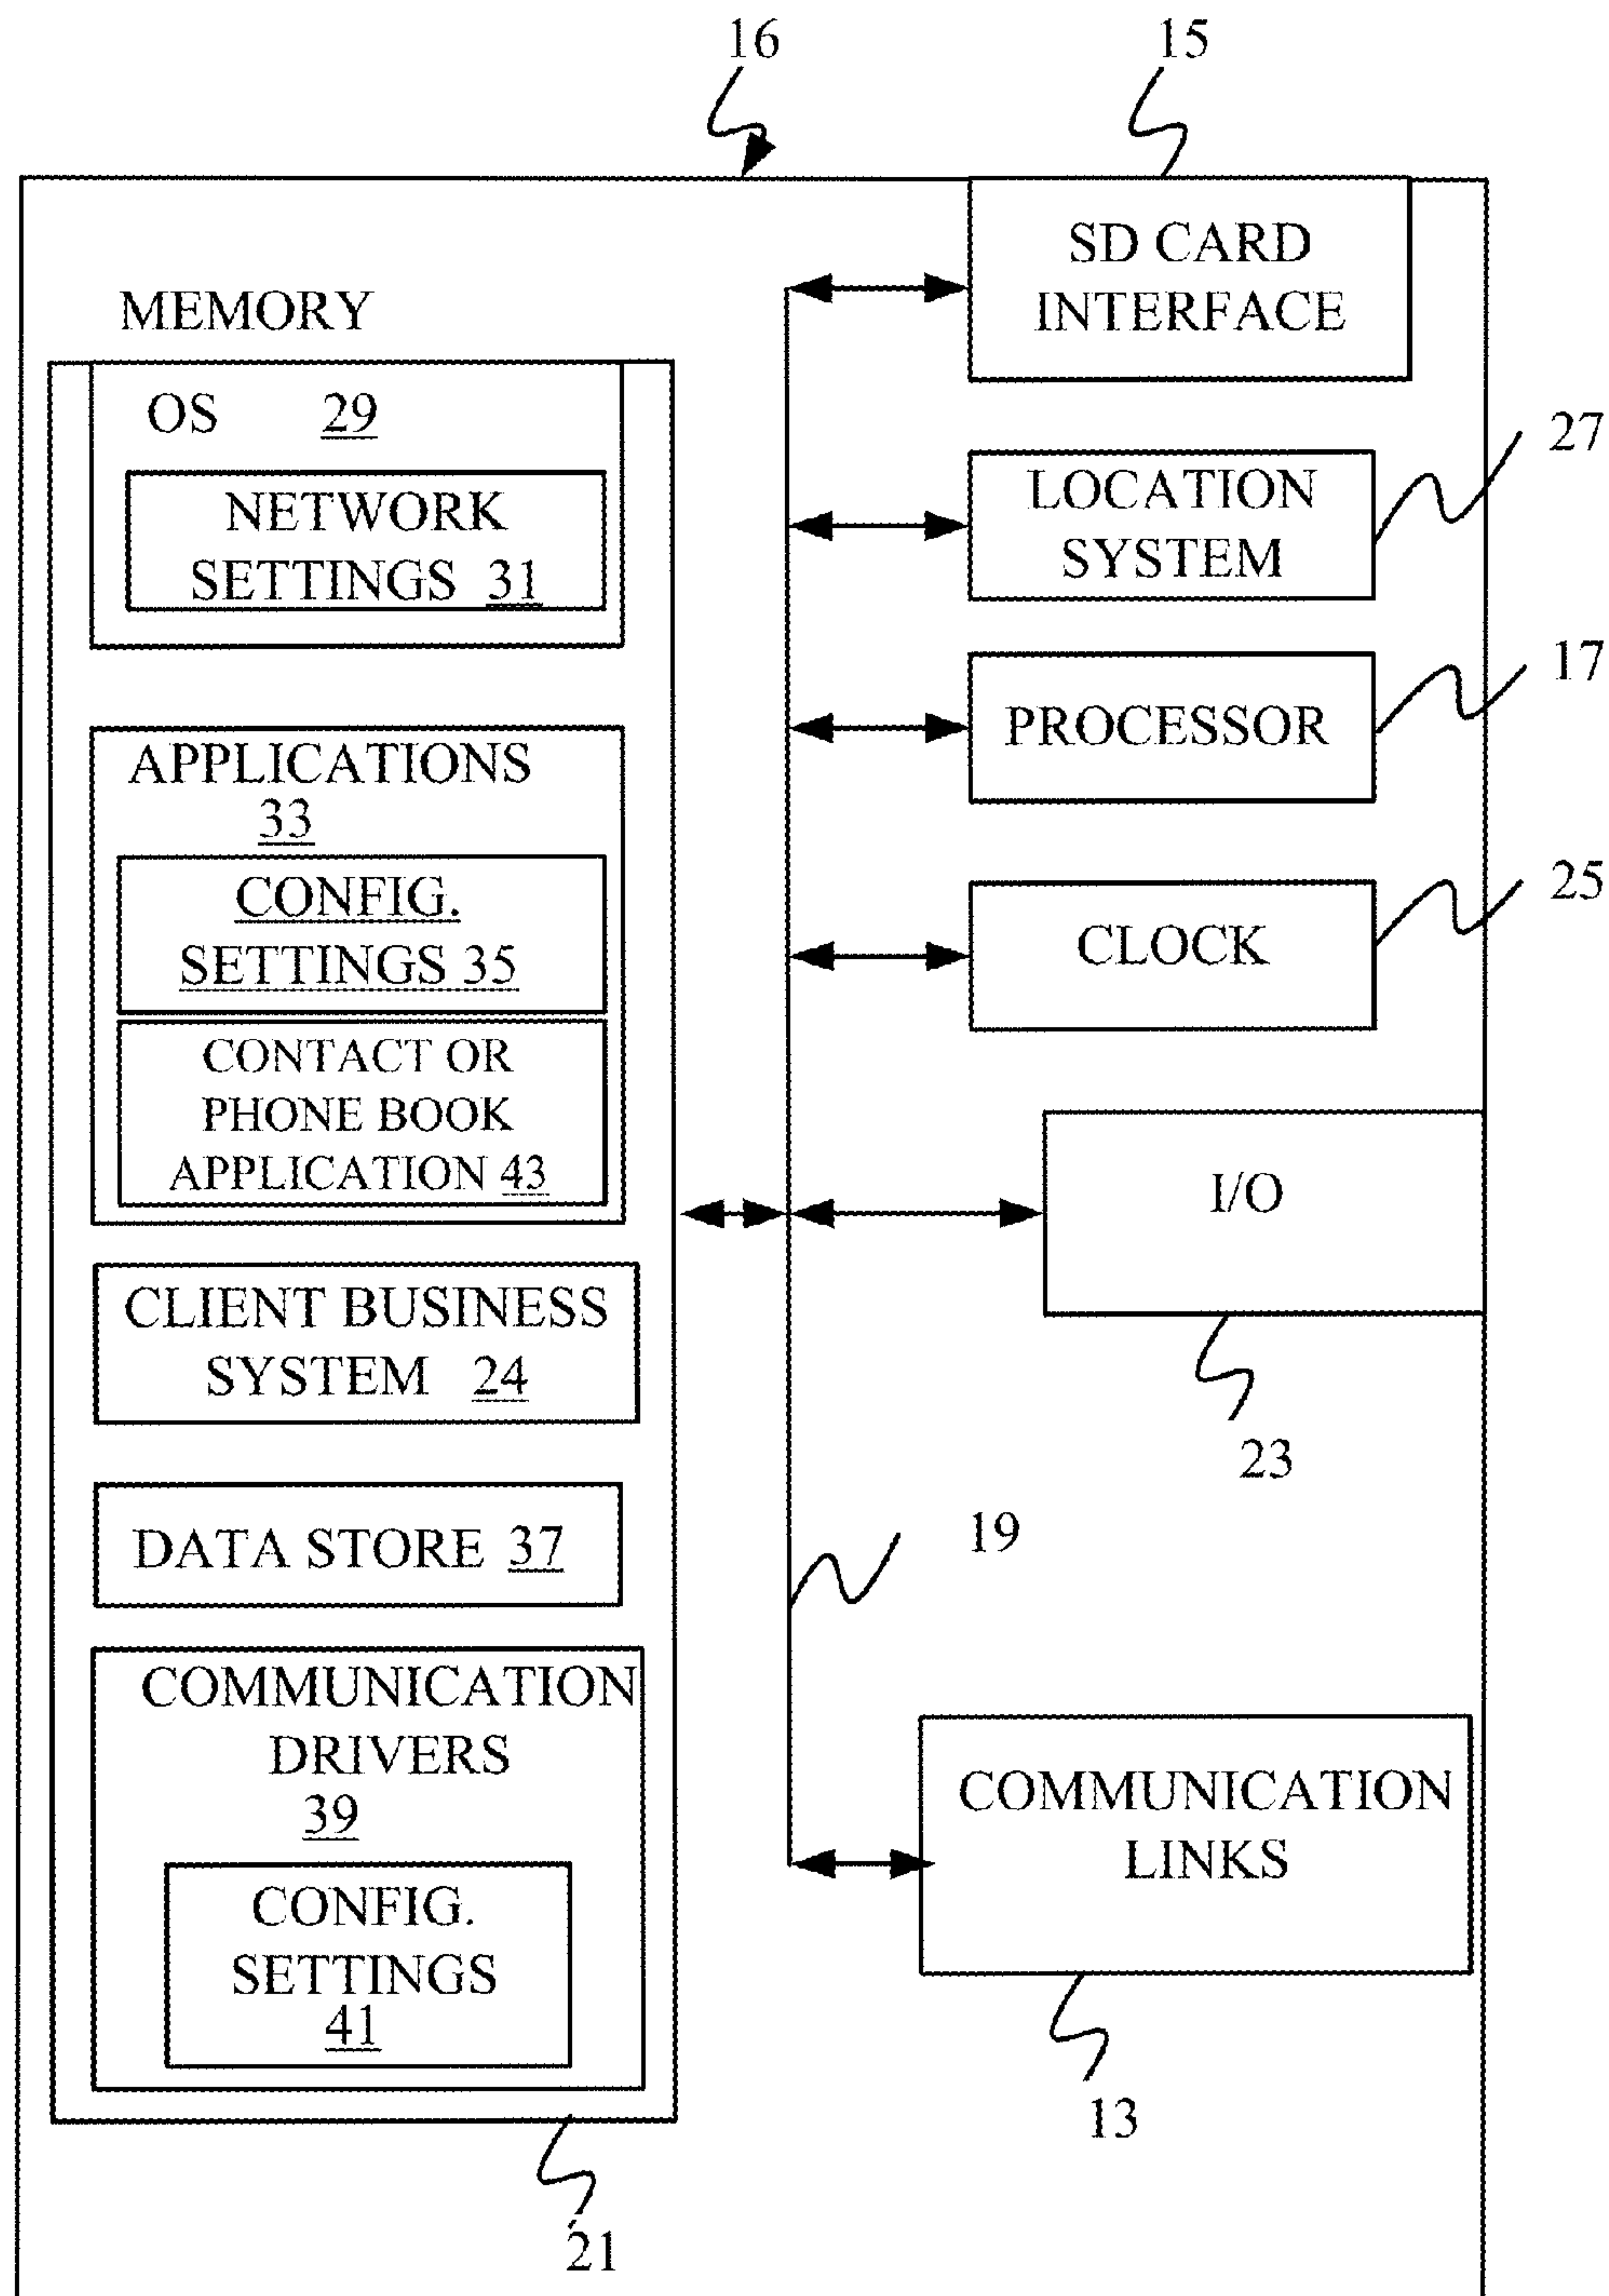 16
15
SD CARD
INTERFACE
MEMORY
OS 29
NETWORK
SETTINGS 31
27
LOCATION
SYSTEM
17
PROCESSOR
APPLICATIONS
33
CONFIG.
SETTINGS 35
CONTACT OR
PHONE BOOK
APPLICATION 43
25
CLOCK
I/O
23
CLIENT BUSINESS
SYSTEM 24
DATA STORE 37
19
COMMUNICATION
DRIVERS
39
CONFIG.
SETTINGS
41
COMMUNICATION
LINKS
13
21